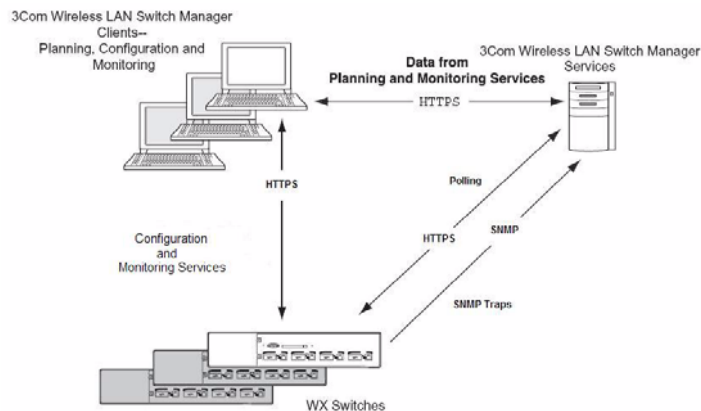 3Com Wireless LAN Switch Manager
Clients--
Planning, Configuration and
Monitoring
Data from
Planning and Monitoring Services
HTTPS
3Com Wireless LAN Switch Manager
Services
HTTPS
Polling
HTTPS
SNMP
SNMP Traps
Configuration
and
Monitoring Services
WX Switches